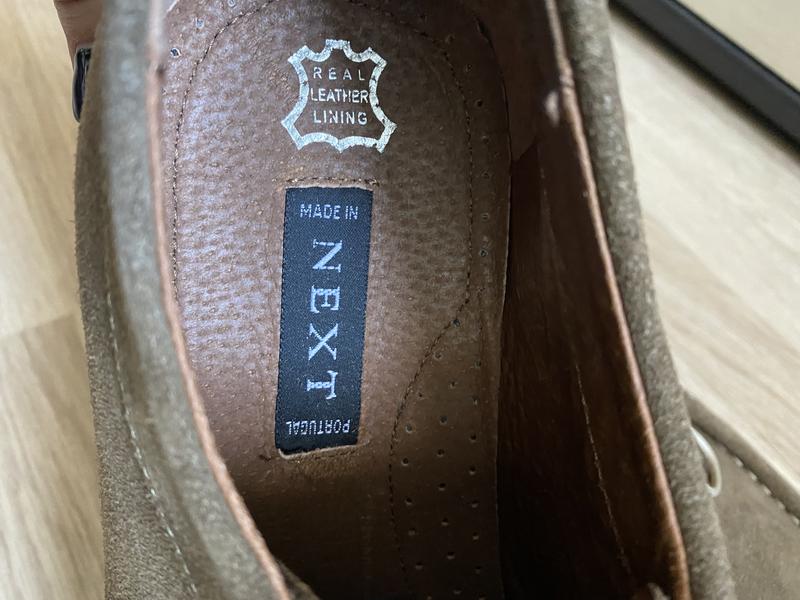 REAL
LEATHER
LINING
MADE IN
NEXT
PORTUGAL